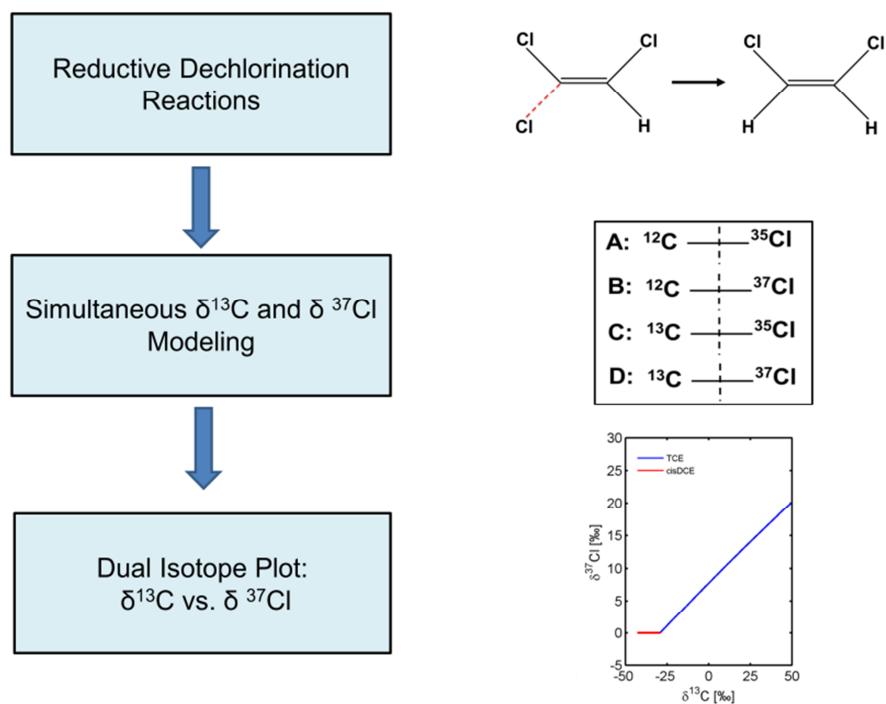 Reductive Dechlorination
Reactions
Cl
Cl
Cl
H
Cl
Cl
H
H
Simultaneous δ¹³C and δ ³⁷Cl
Modeling
A: ¹²C ³⁵Cl
B: ¹²C ³⁷Cl
C: ¹³C ³⁵Cl
D: ¹³C ³⁷Cl
Dual Isotope Plot:
δ¹³C vs. δ ³⁷Cl
TCE
cisDCE
δ³⁷Cl [‰]
30
25
20
15
10
5
0
-5
-50
-25
0
25
50
δ¹³C [‰]